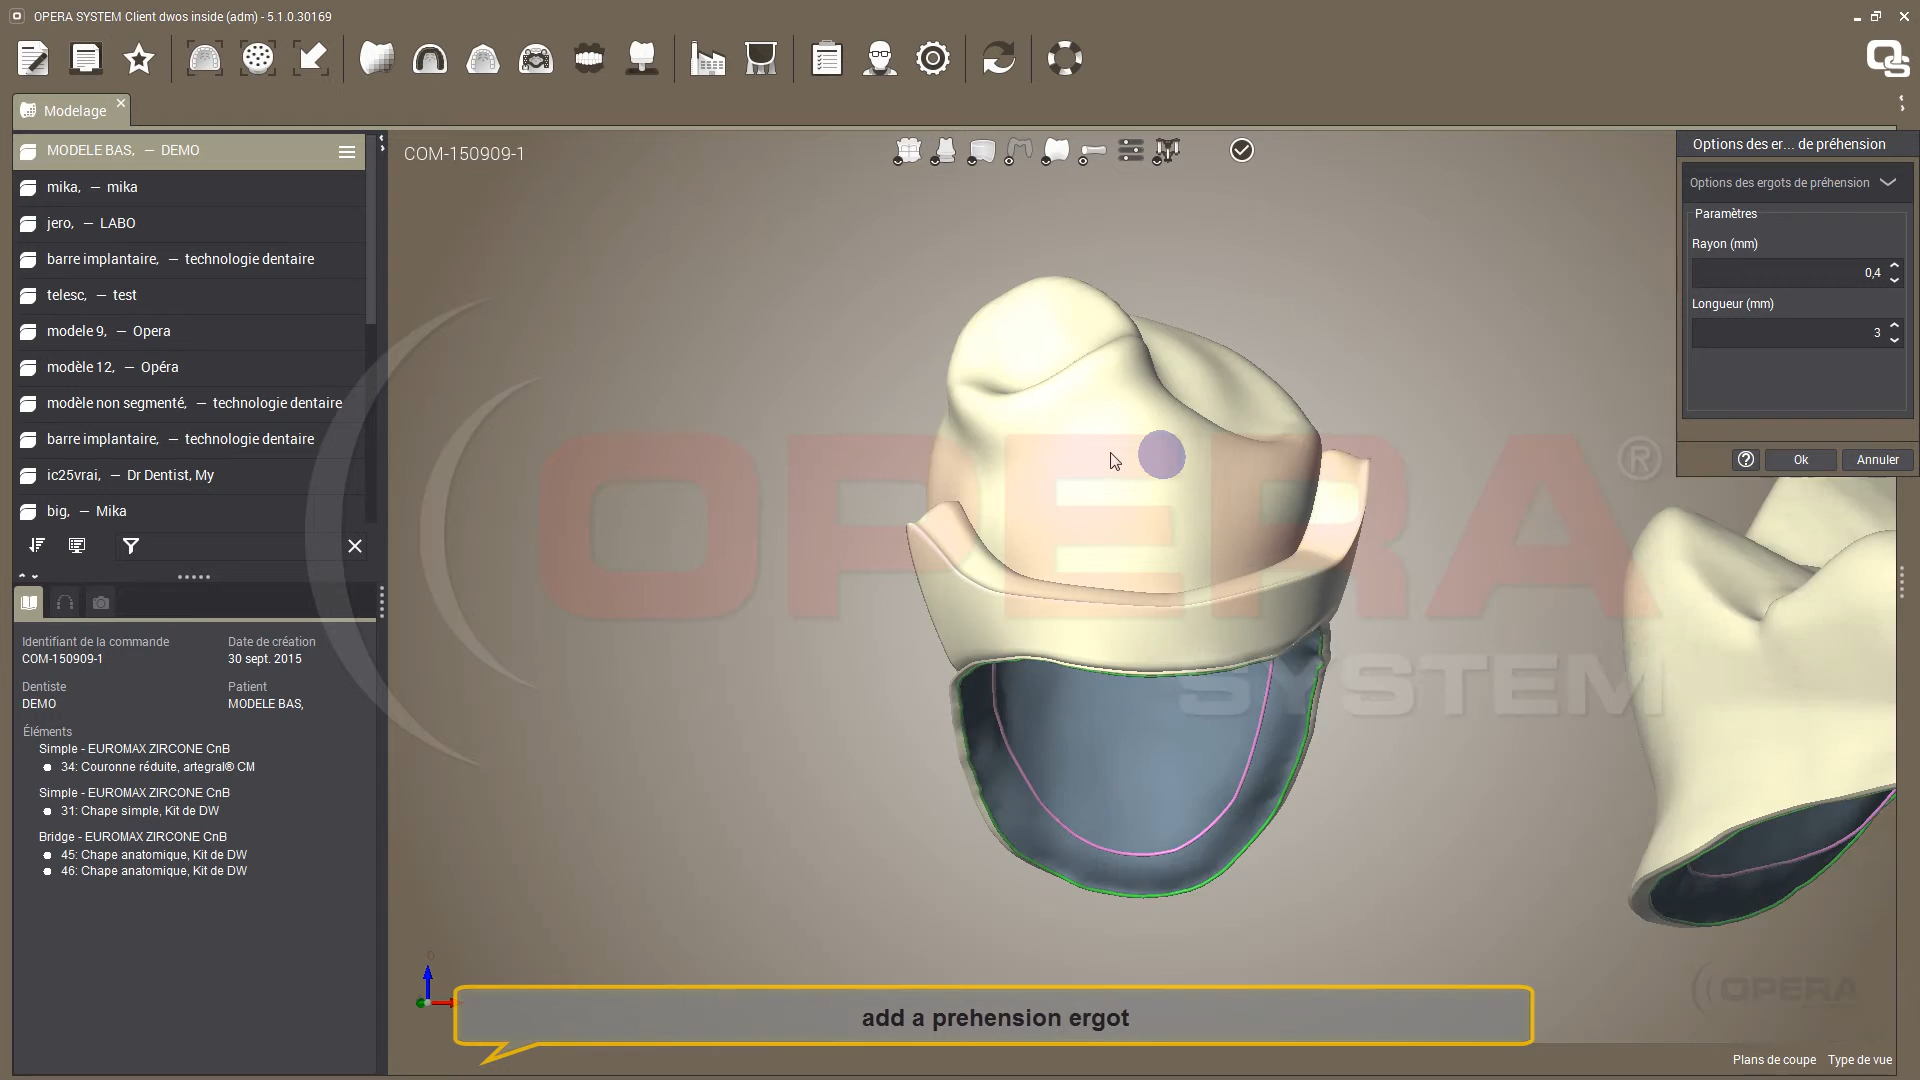 OPERA SYSTEM Client dwos inside (adm) - 5.1.0.30169
OS
Modelage
MODELE BAS, — DEMO
mika, — mika
jero, — LABO
barre implantaire, — technologie dentaire
telesc, — test
modele 9, — Opera
modèle 12, — Opéra
modèle non segmenté, — technologie dentaire
barre implantaire, — technologie dentaire
ic25vrai, — Dr Dentist, My
big, — Mika
Identifiant de la commande
COM-150909-1
Date de création
30 sept. 2015
Dentiste
DEMO
Patient
MODELE BAS,
Éléments
Simple - EUROMAX ZIRCONE CnB
34: Couronne réduite, artegral® CM
Simple - EUROMAX ZIRCONE CnB
31: Chape simple, Kit de DW
Bridge - EUROMAX ZIRCONE CnB
45: Chape anatomique, Kit de DW
46: Chape anatomique, Kit de DW
COM-150909-1
Options des er... de préhension
Options des ergots de préhension
Paramètres
Rayon (mm)
0,4
Longueur (mm)
3
Ok
Annuler
OPERA®
SYSTEM
OPERA
add a prehension ergot
Plans de coupe Type de vue